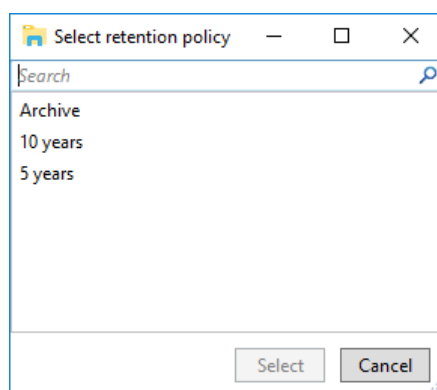 Select retention policy
Search
Archive
10 years
5 years
Select
Cancel